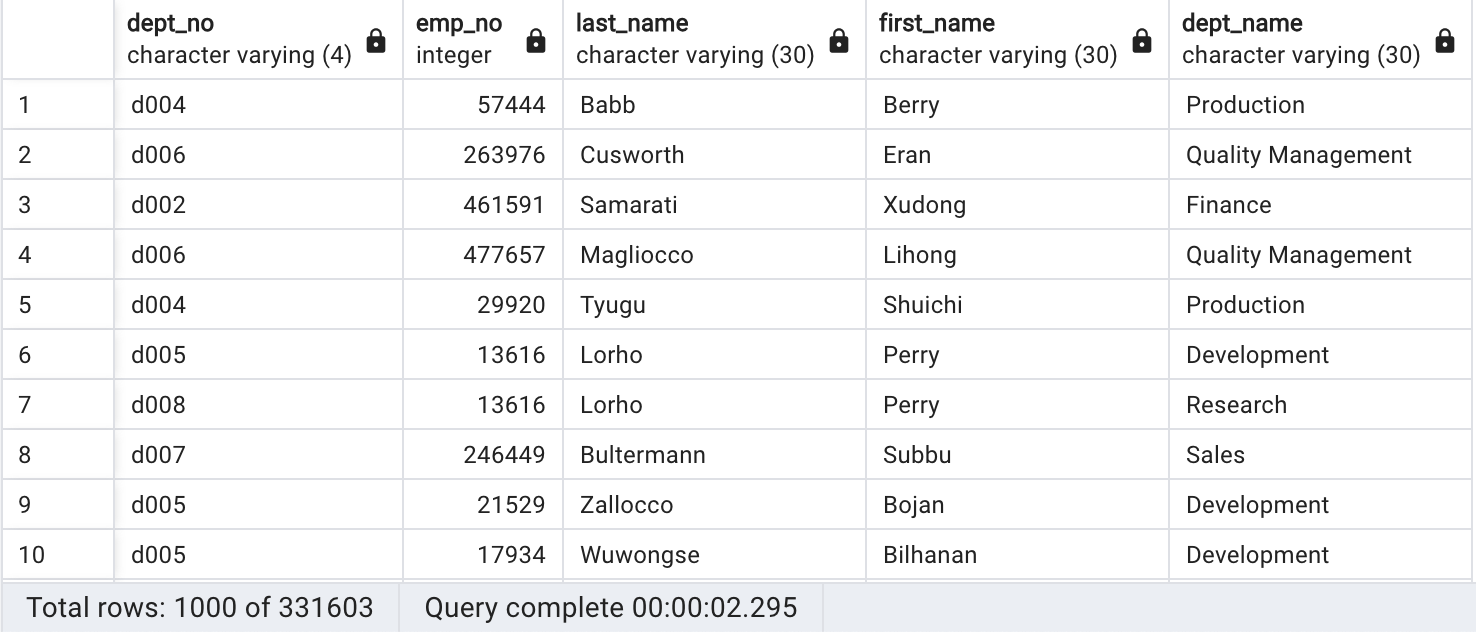 dept_no emp_no last_name first_name dept_name
character varying (4) integer character varying (30) character varying (30) character varying (30)
1 d004 57444 Babb Berry Production
2 d006 263976 Cusworth Eran Quality Management
3 d002 461591 Samarati Xudong Finance
4 d006 477657 Magliocco Lihong Quality Management
5 d004 29920 Tyugu Shuichi Production
6 d005 13616 Lorho Perry Development
7 d008 13616 Lorho Perry Research
8 d007 246449 Bultermann Subbu Sales
9 d005 21529 Zallocco Bojan Development
10 d005 17934 Wuwongse Bilhanan Development
Total rows: 1000 of 331603 Query complete 00:00:02.295